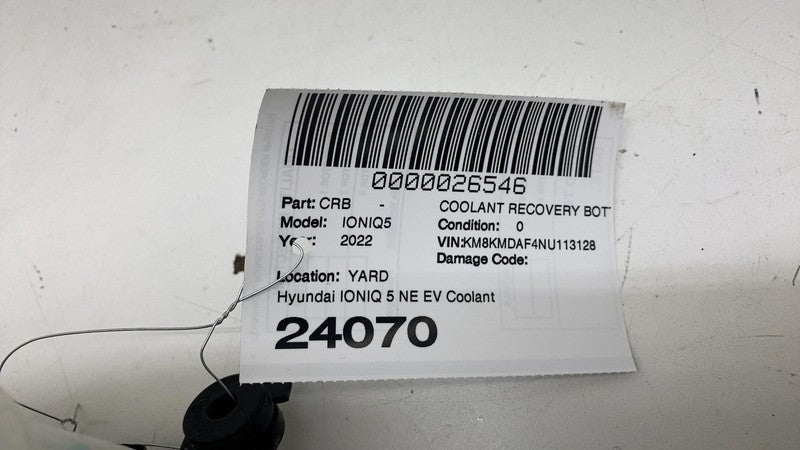 0000026546
Part: CRB - COOLANT RECOVERY BOT
Model: IONIQ5 Condition: 0
Year: 2022 VIN:KM8KMDAF4NU113128
Damage Code:
Location: YARD
Hyundai IONIQ 5 NE EV Coolant
24070